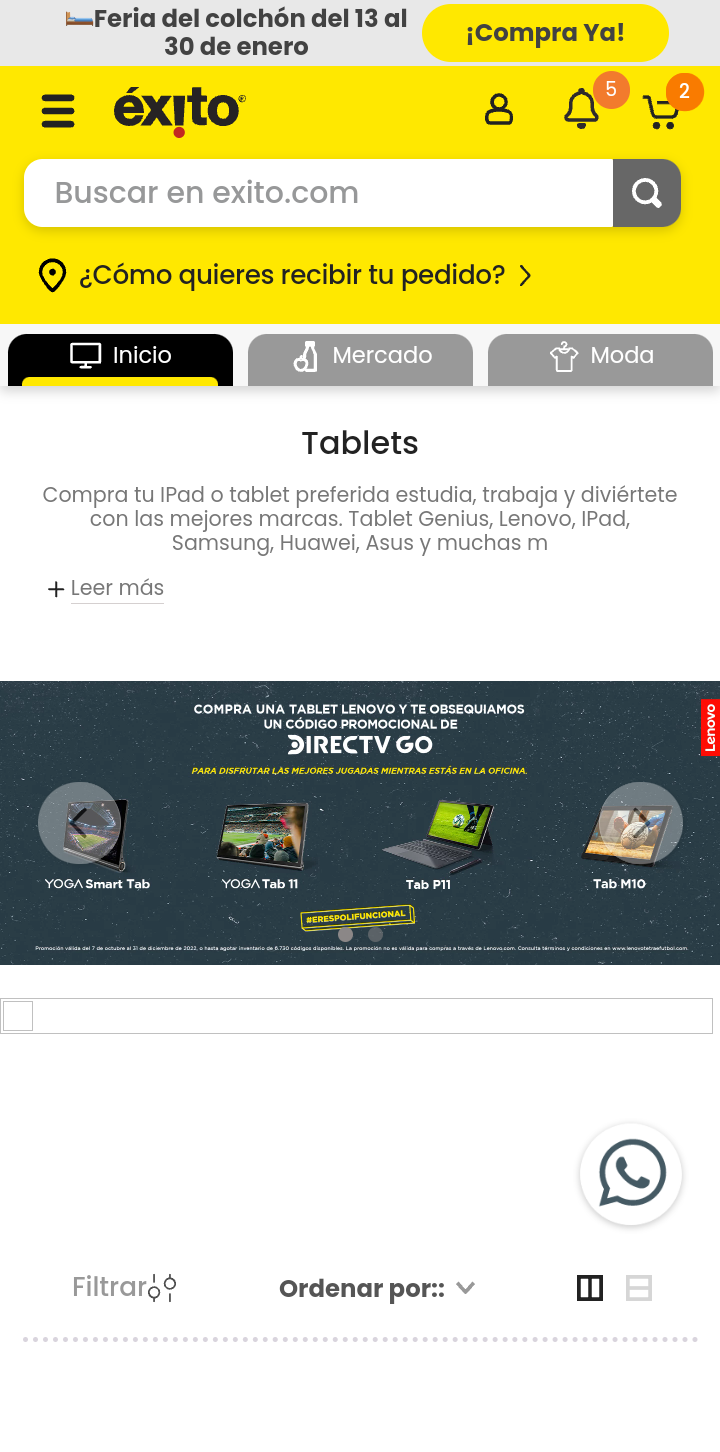 Feria del colchón del 13 al
30 de enero
¡Compra Ya!
éxito
5
2
Buscar en exito.com
¿Cómo quieres recibir tu pedido?
Inicio
Mercado
Moda
Tablets
Compra tu IPad o tablet preferida estudia, trabaja y diviértete
con las mejores marcas. Tablet Genius, Lenovo, IPad,
Samsung, Huawei, Asus y muchas m
+ Leer más
COMPRA UNA TABLET LENOVO Y TE OBSEQUIAMOS
UN CÓDIGO PROMOCIONAL DE
DIRECTV GO
Lenovo
PARA DISFRUTAR LAS MEJORES JUGADAS MIENTRAS ESTÁS EN LA OFICINA.
YOGA Smart Tab
YOGA Tab 11
Tab P11
Tab M10
#ERESPOLIFUNCIONAL
Promoción válida del 7 de octubre al 31 de diciembre de 2022, o hasta agotar inventario de 6.730 códigos disponibles. La promoción no es válida para compras a través de Lenovo.com. Consulta términos y condiciones en www.lenovotetraefutbol.com
Filtrar
Ordenar por::